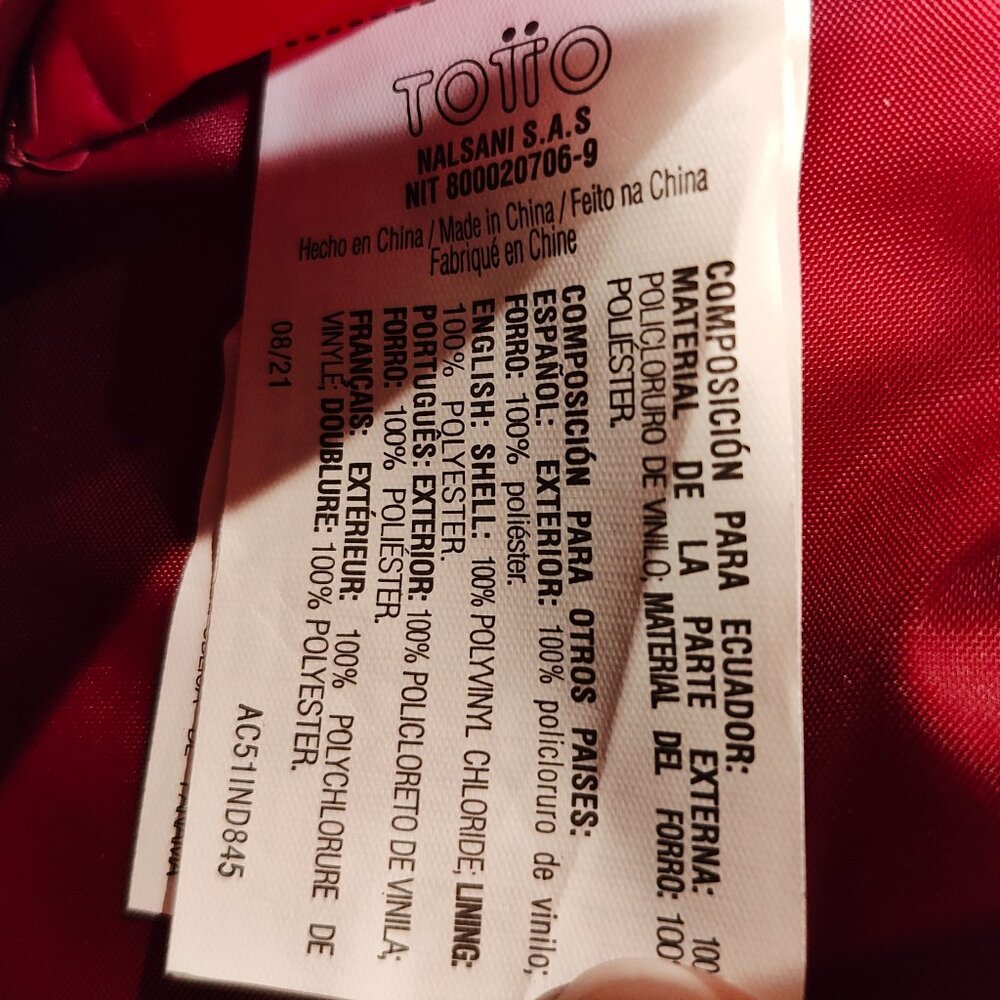 TOTTO
NALSANI S.A.S
NIT 800020706-9
Hecho en China / Made in China / Feito na China
Fabriqué en Chine
COMPOSICIÓN PARA ECUADOR:
MATERIAL DE LA PARTE EXTERNA: 100
POLICLORURO DE VINILO; MATERIAL DEL FORRO: 100
POLIÉSTER.
COMPOSICIÓN PARA OTROS PAISES:
ESPAÑOL: EXTERIOR: 100% policloruro de vinilo;
FORRO: 100% poliéster.
ENGLISH: SHELL: 100% POLYVINYL CHLORIDE; LINING:
100% POLYESTER.
PORTUGUÊS: EXTERIOR: 100% POLICLORETO DE VINILA;
FORRO: 100% POLIÉSTER.
FRANÇAIS: EXTÉRIEUR: 100% POLYCHLORURE DE
VINYLE; DOUBLURE: 100% POLYESTER.
08/21
AC51IND845